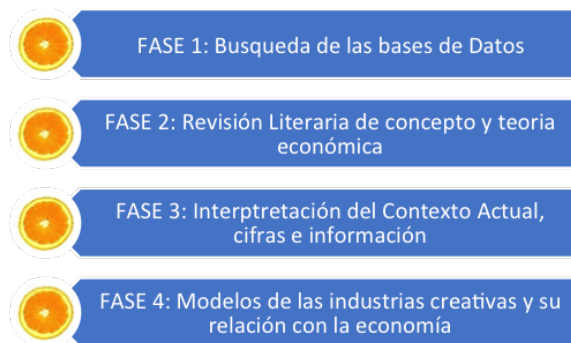 FASE 1: Busqueda de las bases de Datos
FASE 2: Revisión Literaria de concepto y teoria
económica
FASE 3: Interptretación del Contexto Actual,
cifras e información
FASE 4: Modelos de las industrias creativas y su
relación con la economía